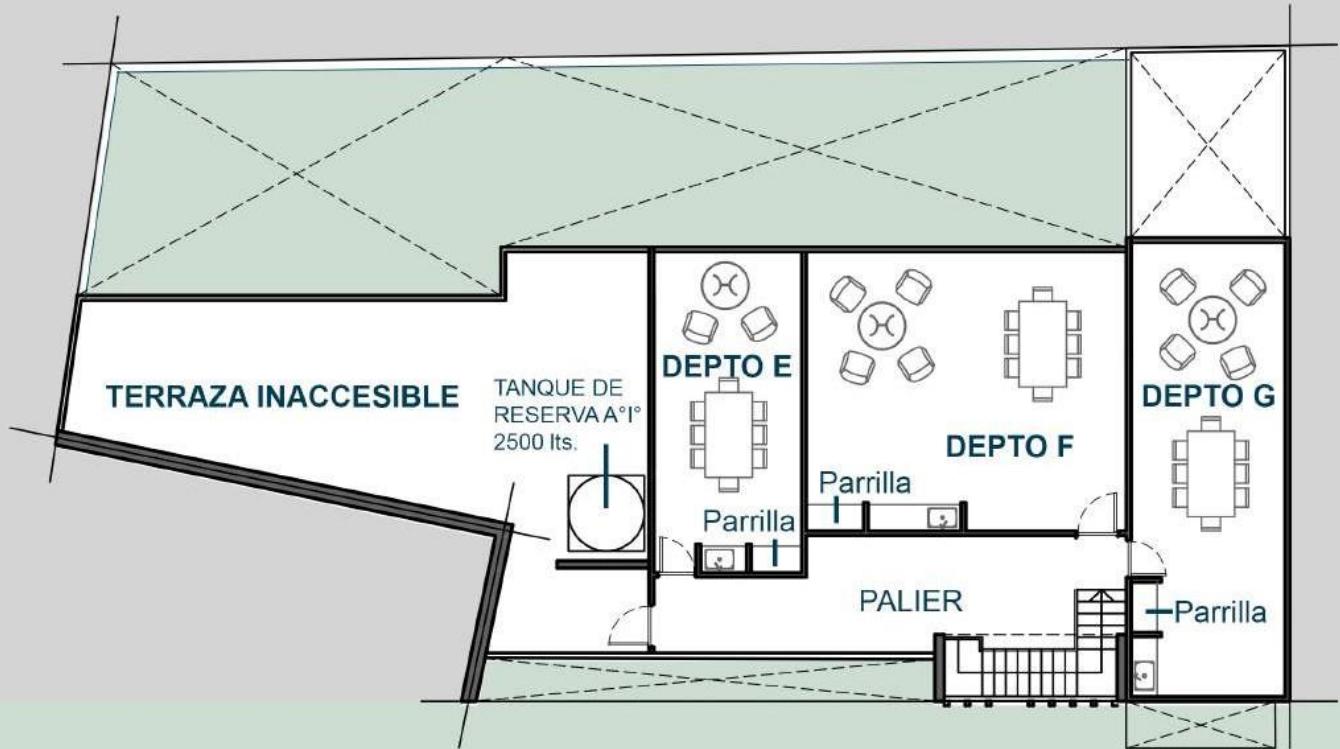 TERRAZA INACCESIBLE
TANQUE DE
RESERVA A°I°
2500 lts.
DEPTO E
Parrilla
DEPTO F
Parrilla
DEPTO G
Parrilla
PALIER